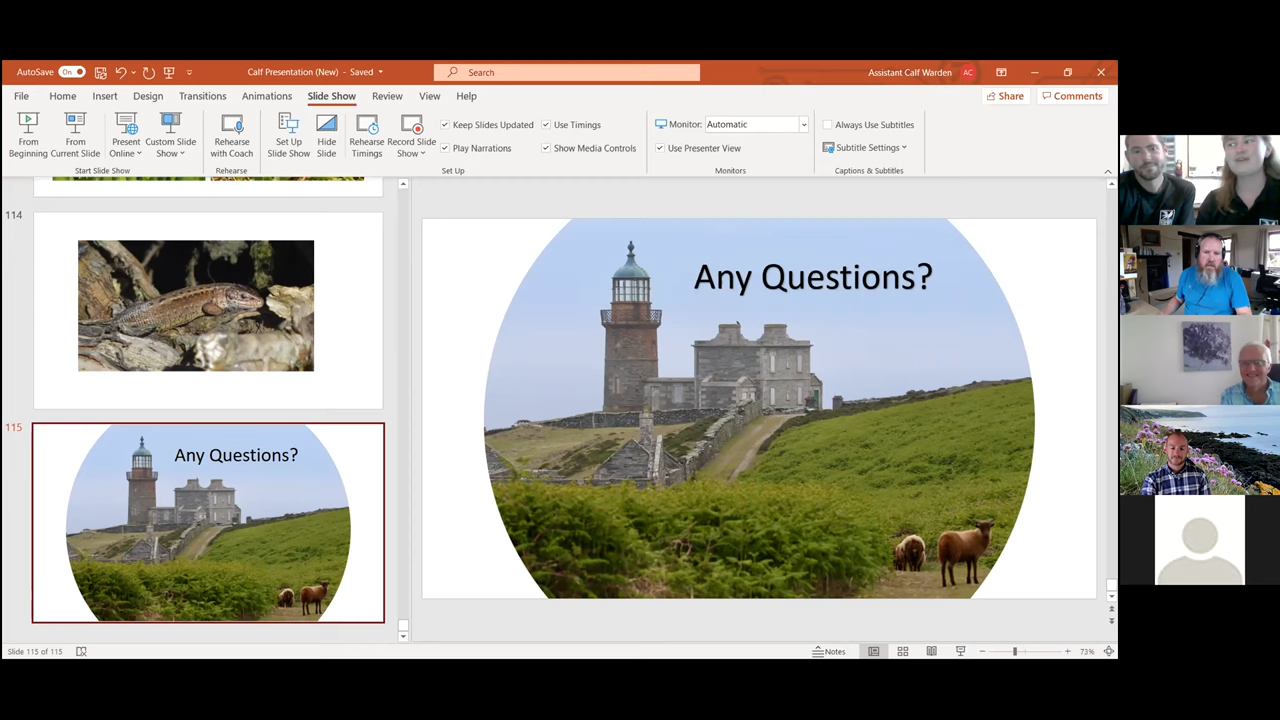 AutoSave On
Calf Presentation (New) - Saved
Search
Assistant Calf Warden AC
File Home Insert Design Transitions Animations Slide Show Review View Help
Share Comments
From Beginning
From Current Slide
Present Online
Custom Slide Show
Rehearse with Coach
Set Up Slide Show
Hide Slide
Rehearse Timings
Record Slide Show
Keep Slides Updated
Use Timings
Play Narrations
Show Media Controls
Monitor: Automatic
Use Presenter View
Always Use Subtitles
Subtitle Settings
Start Slide Show
Rehearse
Set Up
Monitors
Captions & Subtitles
114
115
Any Questions?
Any Questions?
Slide 115 of 115
Notes
73%